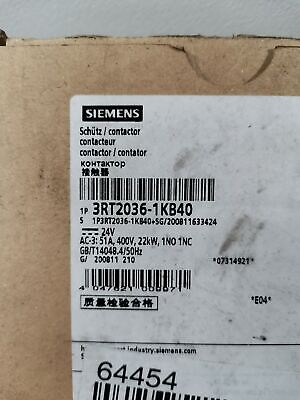 SIEMENS
Schütz / contactor
contacteur
contactor / contator
контактор
接触器
1P 3RT2036-1KB40
S 1P3RT2036-1KB40+SG/200811633424
24V
AC-3: 51A, 400V, 22kW, 1NO 1NC
GB/T14048.4/50Hz
G/ 200811 210 *07314921*
质量检验合格
*E04*
industry.siemens.com
64454